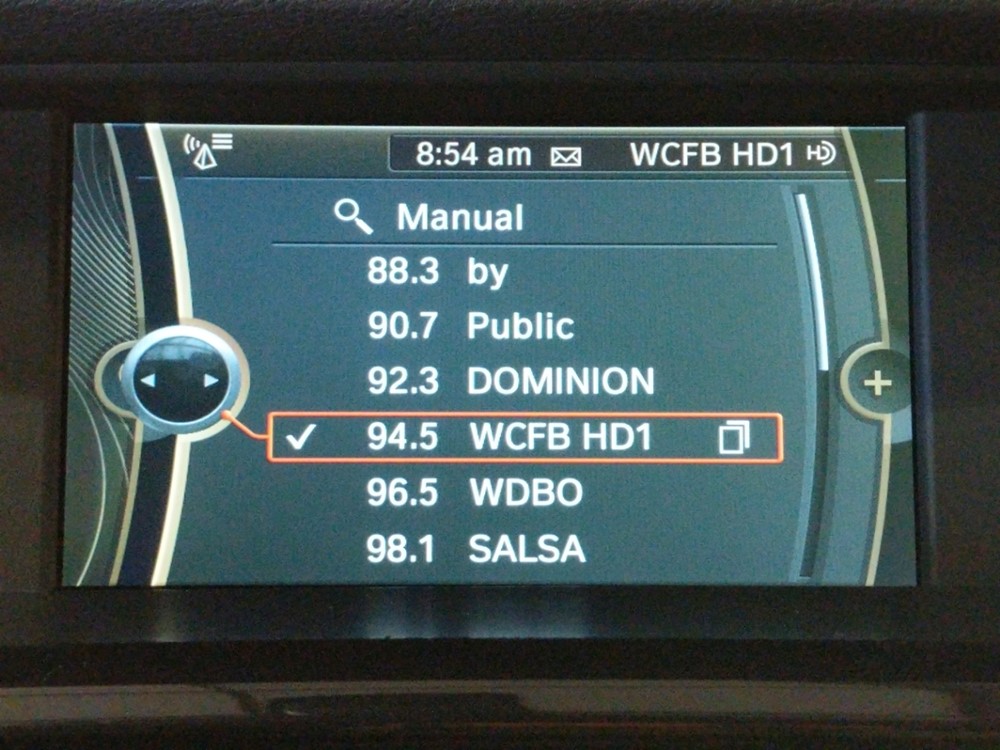 8:54 am WCFB HD1 HD
Manual
88.3 by
90.7 Public
92.3 DOMINION
94.5 WCFB HD1
96.5 WDBO
98.1 SALSA